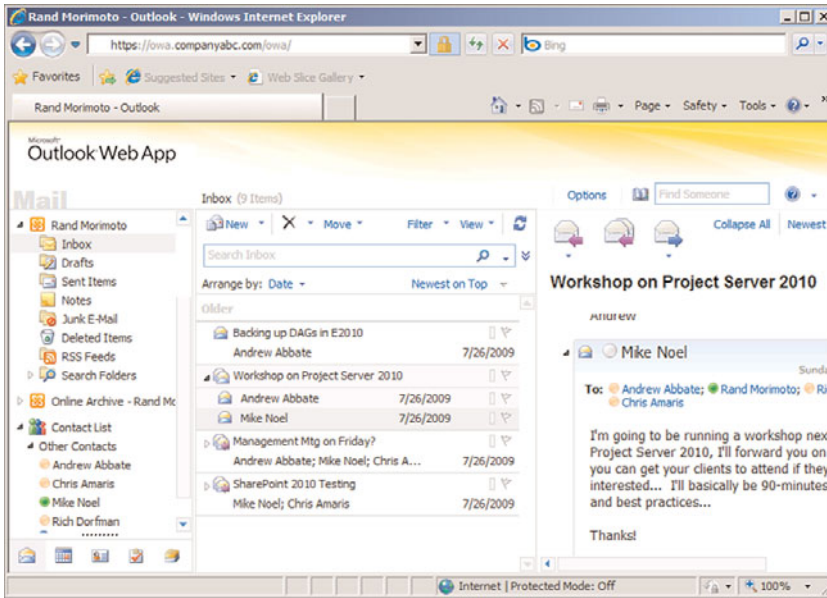 Rand Morimoto - Outlook - Windows Internet Explorer
https://owa.companyabc.com/owa/
Bing
Favorites Suggested Sites Web Slice Gallery
Rand Morimoto - Outlook
Page Safety Tools
Microsoft
Outlook Web App
Mail
Rand Morimoto
Inbox
Drafts
Sent Items
Notes
Junk E-Mail
Deleted Items
RSS Feeds
Search Folders
Online Archive - Rand Mc
Contact List
Other Contacts
Andrew Abbate
Chris Amaris
Mike Noel
Rich Dorfman
Inbox (9 Items)
New Move Filter View
Search Inbox
Arrange by: Date Newest on Top
Older
Backing up DAGs in E2010
Andrew Abbate 7/26/2009
Workshop on Project Server 2010
Andrew Abbate 7/26/2009
Mike Noel 7/26/2009
Management Mtg on Friday?
Andrew Abbate; Mike Noel; Chris A... 7/26/2009
SharePoint 2010 Testing
Mike Noel; Chris Amaris 7/26/2009
Options Find Someone
Collapse All Newest
Workshop on Project Server 2010
Andrew
Mike Noel
Sunda
To: Andrew Abbate; Rand Morimoto; Ri
Chris Amaris
I'm going to be running a workshop nex
Project Server 2010, I'll forward you on
you can get your clients to attend if they
interested... I'll basically be 90-minutes
and best practices...
Thanks!
Internet | Protected Mode: Off 100%